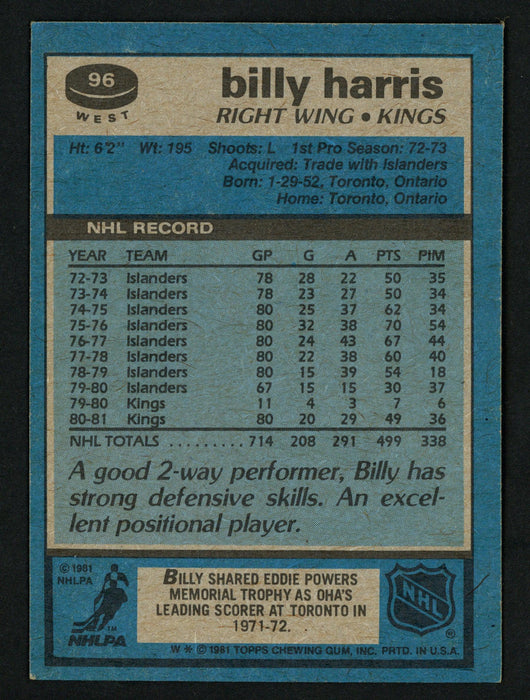 96
WEST
billy harris
RIGHT WING • KINGS
Ht: 6'2" Wt: 195 Shoots: L 1st Pro Season: 72-73
Acquired: Trade with Islanders
Born: 1-29-52, Toronto, Ontario
Home: Toronto, Ontario
NHL RECORD
YEAR TEAM GP G A PTS PIM
72-73 Islanders 78 28 22 50 35
73-74 Islanders 78 23 27 50 34
74-75 Islanders 80 25 37 62 34
75-76 Islanders 80 32 38 70 54
76-77 Islanders 80 24 43 67 44
77-78 Islanders 80 22 38 60 40
78-79 Islanders 80 15 39 54 18
79-80 Islanders 67 15 15 30 37
79-80 Kings 11 4 3 7 6
80-81 Kings 80 20 29 49 36
NHL TOTALS ......... 714 208 291 499 338
A good 2-way performer, Billy has
strong defensive skills. An excel-
lent positional player.
© 1981
NHLPA
NHLPA
BILLY SHARED EDDIE POWERS
MEMORIAL TROPHY AS OHA'S
LEADING SCORER AT TORONTO IN
1971-72.
NHL
®
W * © 1981 TOPPS CHEWING GUM, INC. PRTD. IN U.S.A.